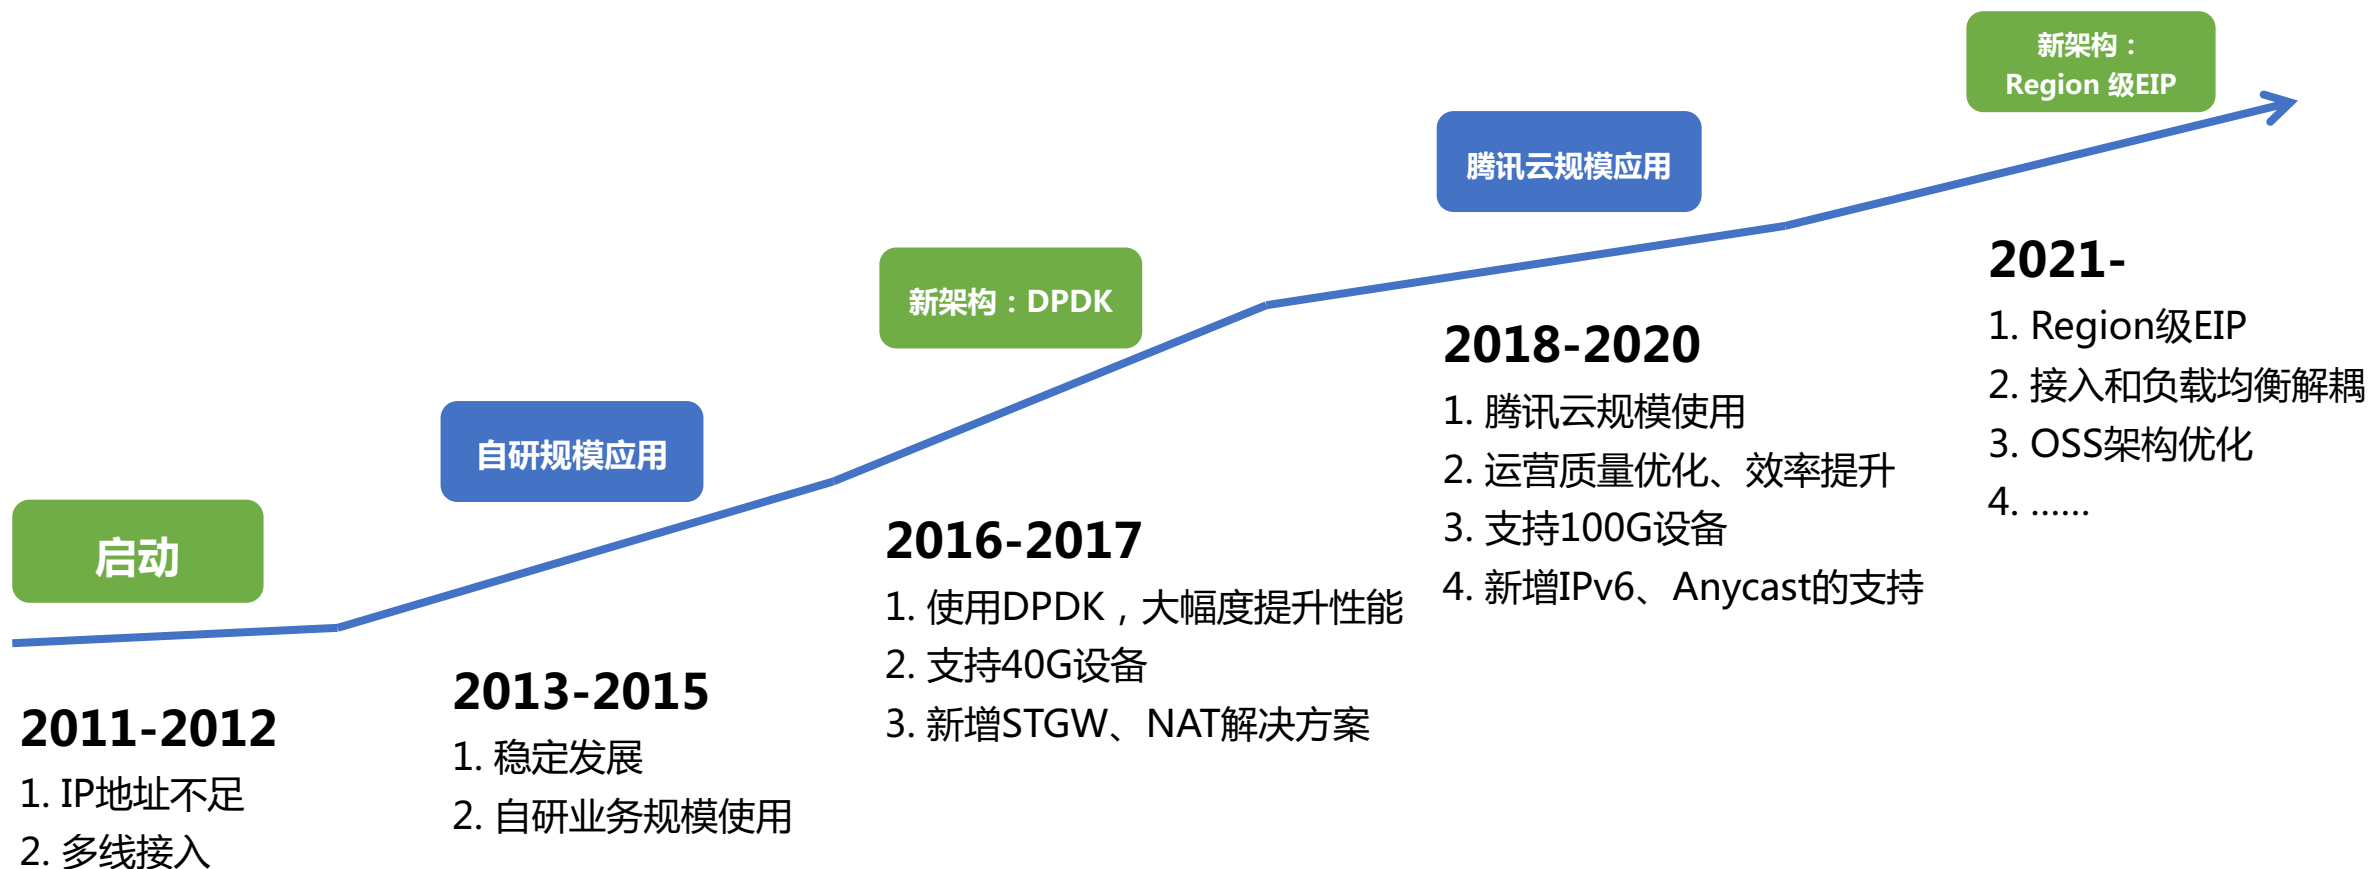 启动
2011-2012
1. IP地址不足
2. 多线接入
自研规模应用
2013-2015
1. 稳定发展
2. 自研业务规模使用
新架构：DPDK
2016-2017
1. 使用DPDK，大幅度提升性能
2. 支持40G设备
3. 新增STGW、NAT解决方案
腾讯云规模应用
2018-2020
1. 腾讯云规模使用
2. 运营质量优化、效率提升
3. 支持100G设备
4. 新增IPv6、Anycast的支持
新架构：
Region 级EIP
2021-
1. Region级EIP
2. 接入和负载均衡解耦
3. OSS架构优化
4. ......